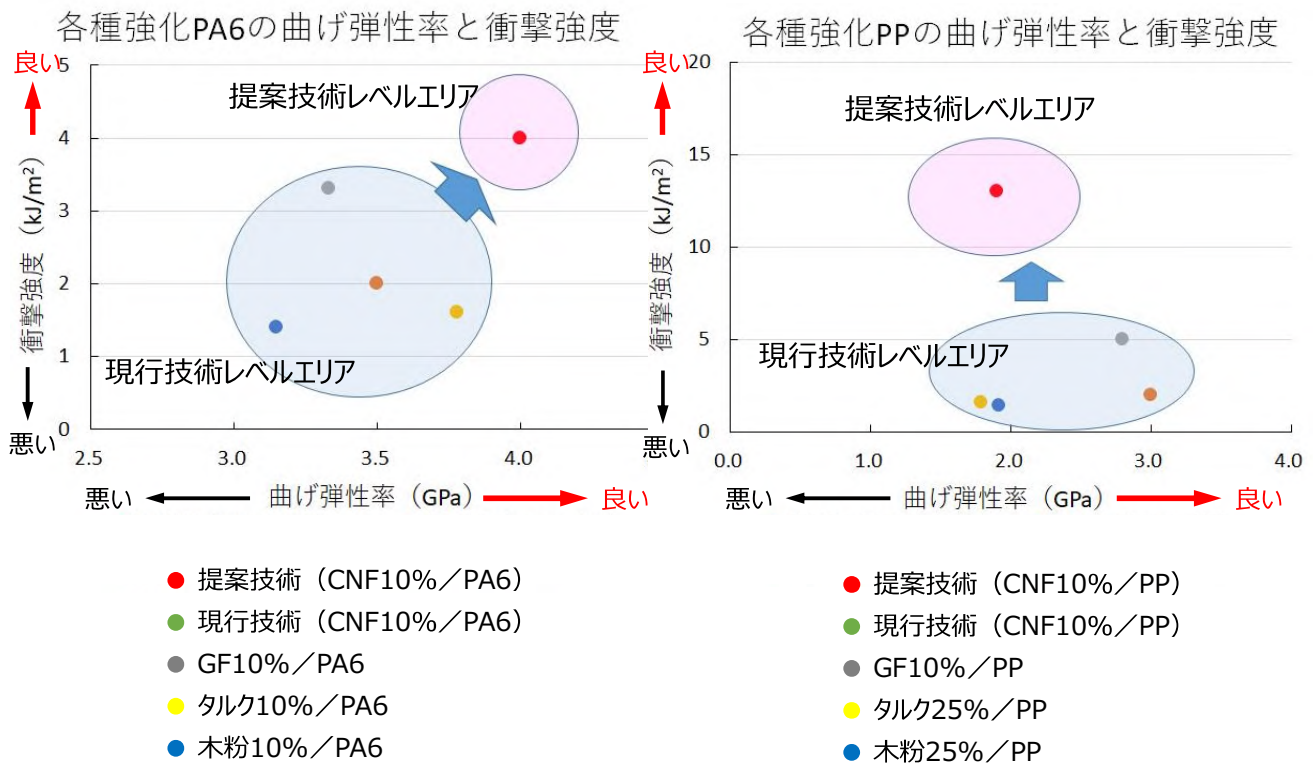 各種強化PA6の曲げ弾性率と衝撃強度
良い
5
4
3
2
1
0
衝撃強度（kJ/m²）
悪い
提案技術レベルエリア
現行技術レベルエリア
2.5
3.0
3.5
4.0
悪い
曲げ弾性率（GPa）
良い
提案技術（CNF10%／PA6）
現行技術（CNF10%／PA6）
GF10%／PA6
タルク10%／PA6
木粉10%／PA6
各種強化PPの曲げ弾性率と衝撃強度
良い
20
15
10
5
0
衝撃強度（kJ/m²）
悪い
提案技術レベルエリア
現行技術レベルエリア
0.0
1.0
2.0
3.0
4.0
悪い
曲げ弾性率（GPa）
良い
提案技術（CNF10%／PP）
現行技術（CNF10%／PP）
GF10%／PP
タルク25%／PP
木粉25%／PP